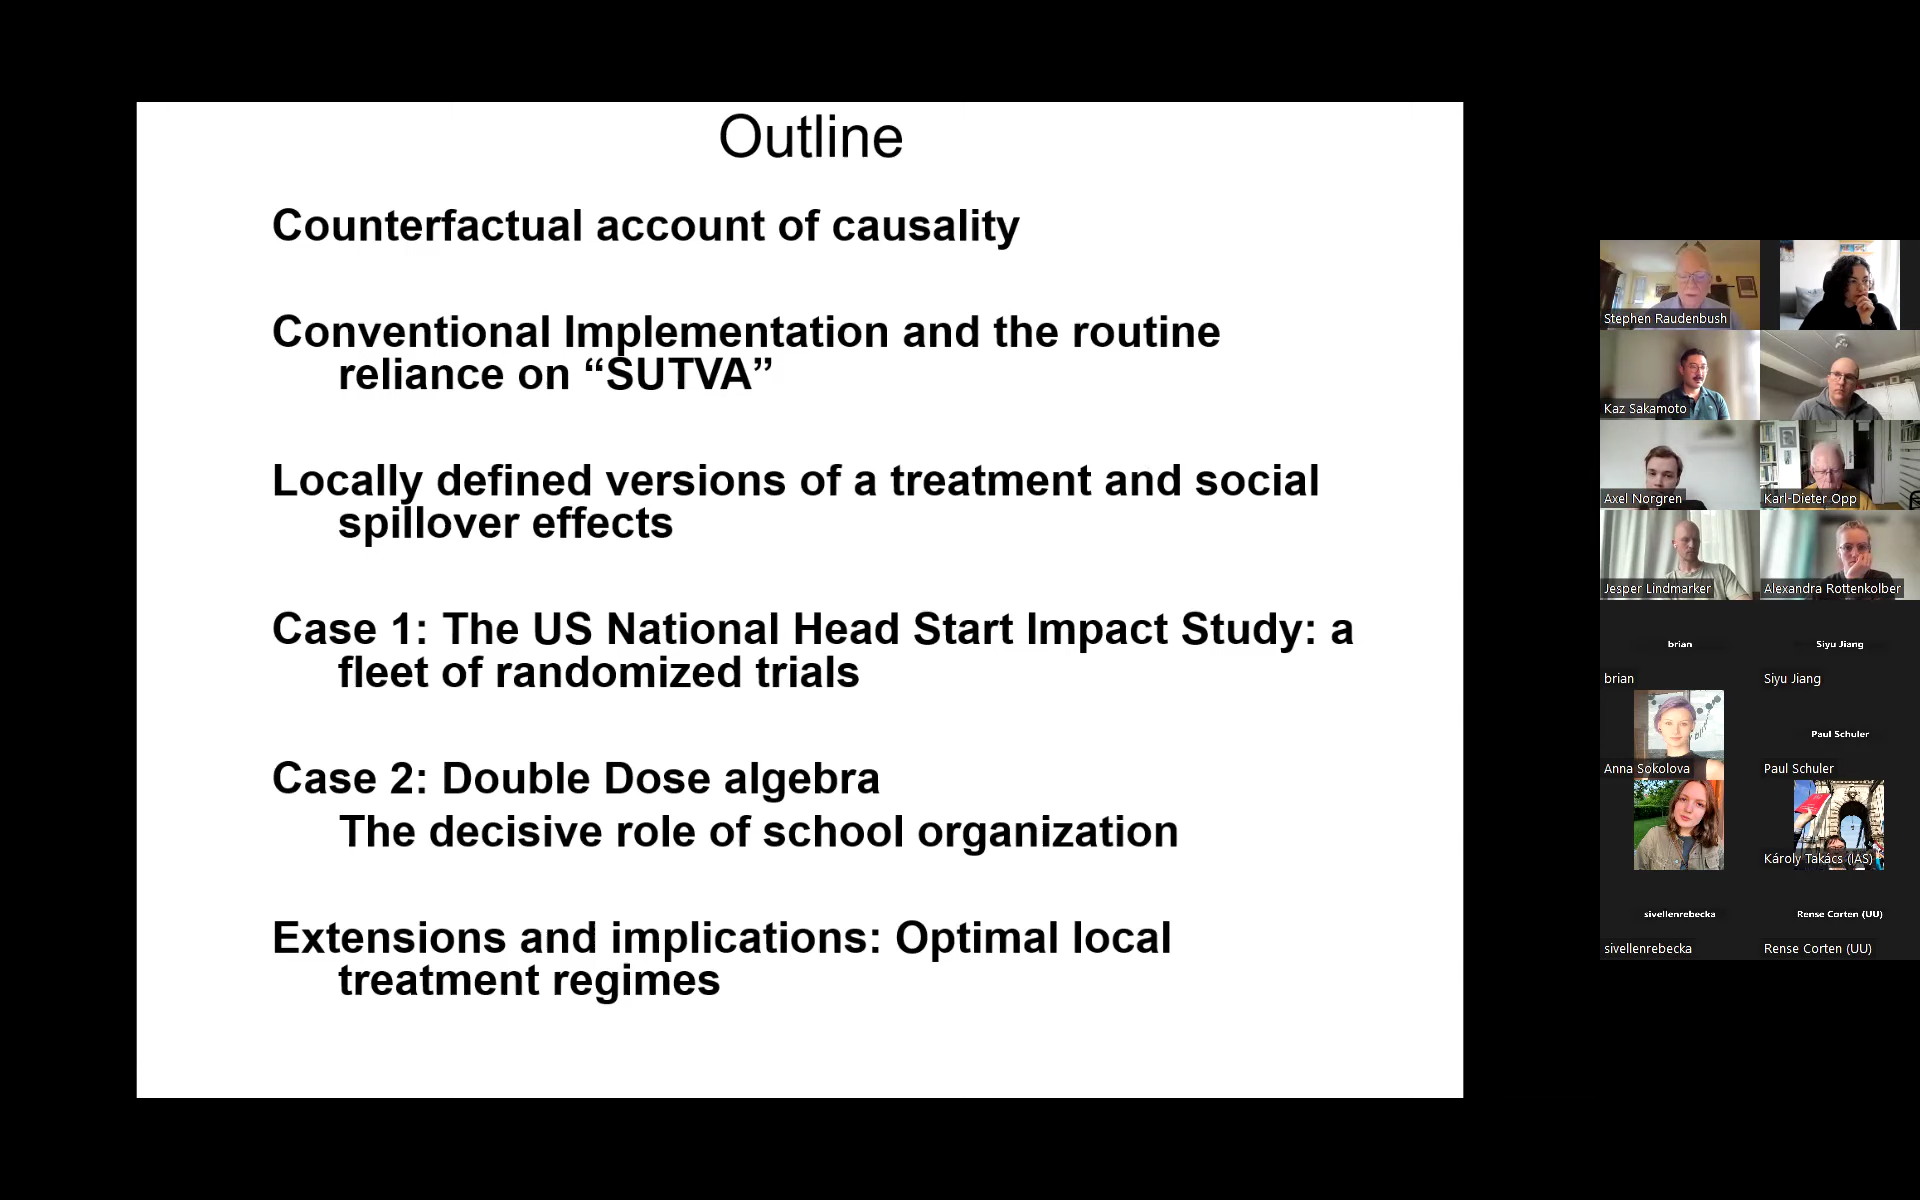 Outline
Counterfactual account of causality
Conventional Implementation and the routine
reliance on “SUTVA”
Locally defined versions of a treatment and social
spillover effects
Case 1: The US National Head Start Impact Study: a
fleet of randomized trials
Case 2: Double Dose algebra
The decisive role of school organization
Extensions and implications: Optimal local
treatment regimes
Stephen Raudenbush
Kaz Sakamoto
Axel Norgren
Karl-Dieter Opp
Jesper Lindmarker
Alexandra Rottenkolber
brian
Siyu Jiang
brian
Siyu Jiang
Paul Schuler
Anna Sokolova
Paul Schuler
Károly Takács (IAS)
sivellenrebecka
Rense Corten (UU)
sivellenrebecka
Rense Corten (UU)